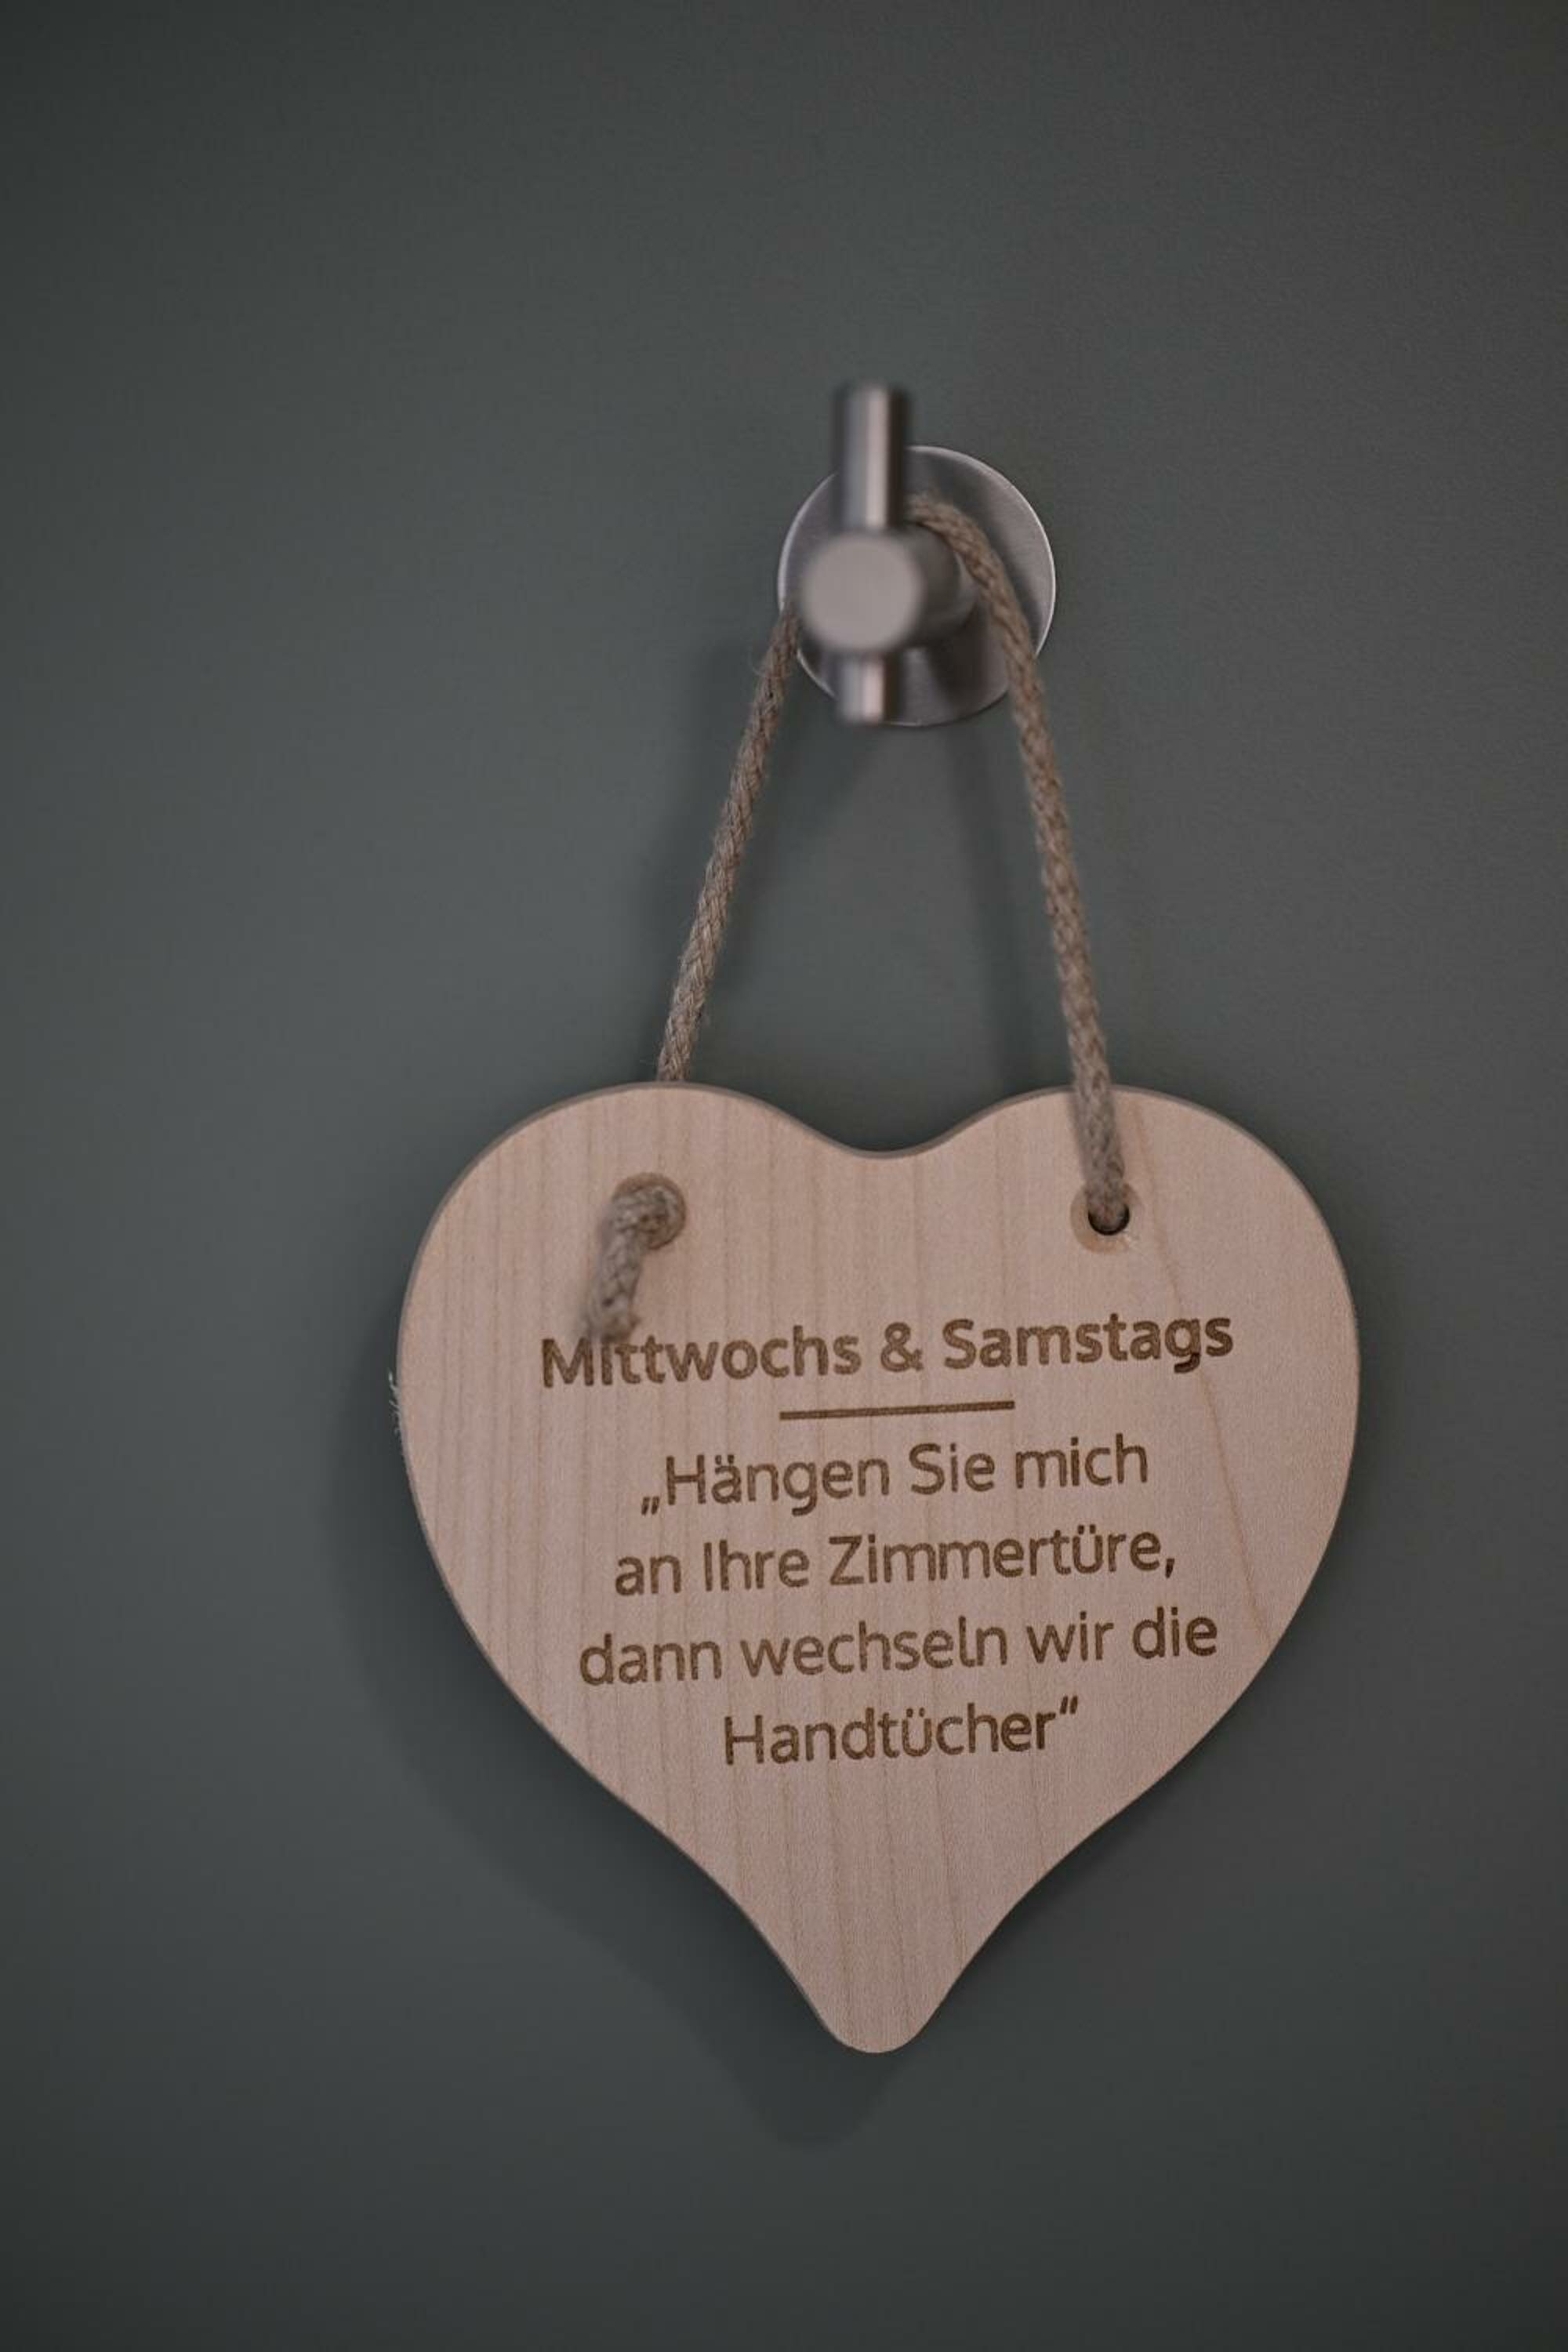 Mittwochs & Samstags
„Hängen Sie mich
an Ihre Zimmertüre,
dann wechseln wir die
Handtücher“